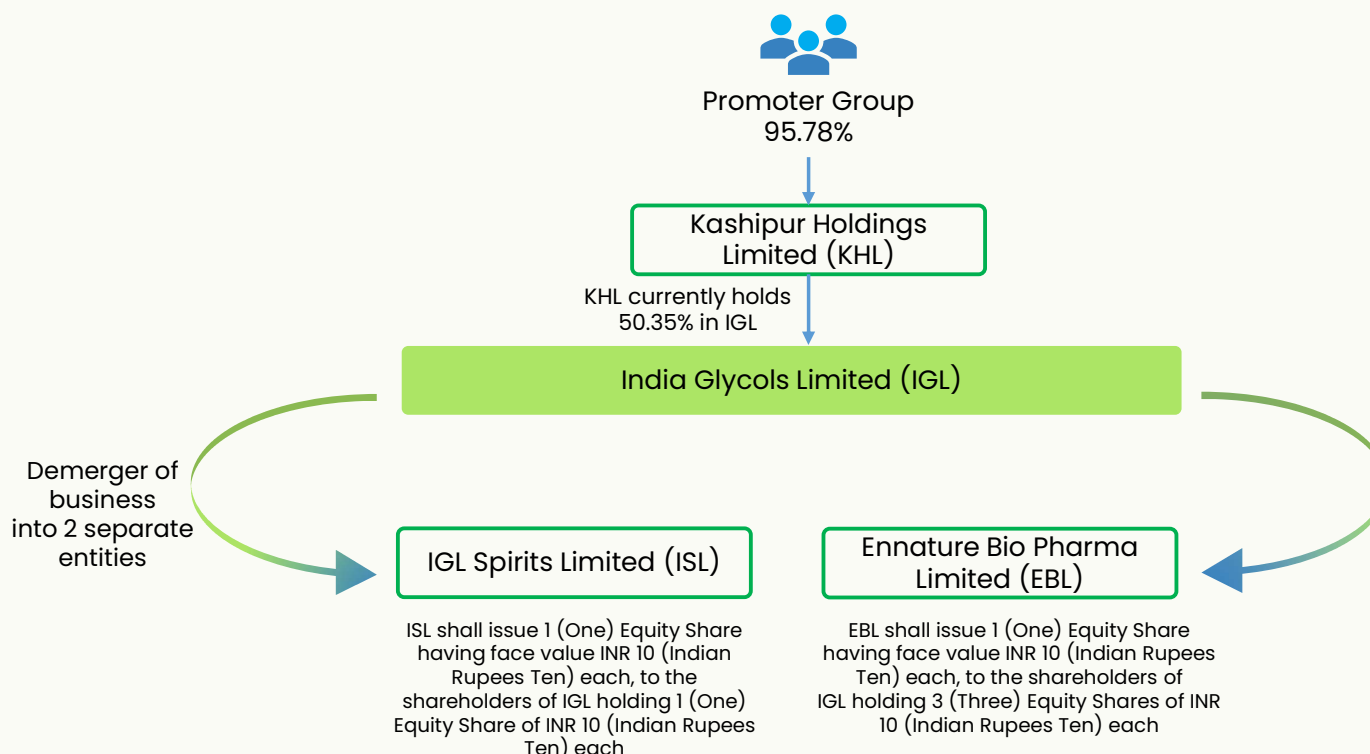 Promoter Group
95.78%
Kashipur Holdings
Limited (KHL)
KHL currently holds
50.35% in IGL
India Glycols Limited (IGL)
Demerger of
business
into 2 separate
entities
IGL Spirits Limited (ISL)
Ennature Bio Pharma
Limited (EBL)
ISL shall issue 1 (One) Equity Share
having face value INR 10 (Indian
Rupees Ten) each, to the
shareholders of IGL holding 1 (One)
Equity Share of INR 10 (Indian Rupees
Ten) each
EBL shall issue 1 (One) Equity Share
having face value INR 10 (Indian Rupees
Ten) each, to the shareholders of
IGL holding 3 (Three) Equity Shares of INR
10 (Indian Rupees Ten) each